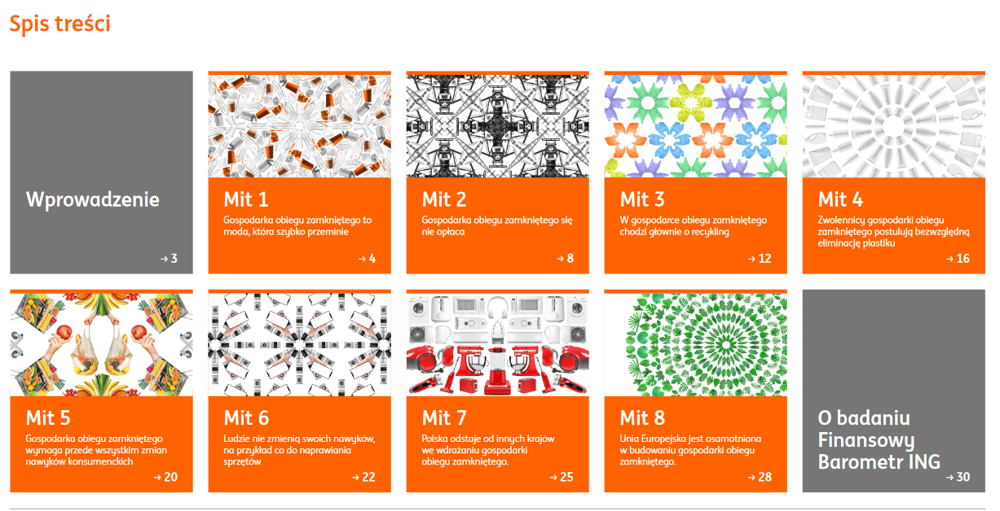 Spis treści
Wprowadzenie
→ 3
Mit 1
Gospodarka obiegu zamkniętego to
moda, która szybko przeminie
→ 4
Mit 2
Gospodarka obiegu zamkniętego się
nie opłaca
→ 8
Mit 3
W gospodarce obiegu zamkniętego
chodzi głównie o recykling
→ 12
Mit 4
Zwolennicy gospodarki obiegu
zamkniętego postulują bezwzględną
eliminację plastiku
→ 16
Mit 5
Gospodarka obiegu zamkniętego
wymaga przede wszystkim zmian
nawyków konsumenckich
→ 20
Mit 6
Ludzie nie zmienią swoich nawyków,
na przykład co do naprawiania
sprzętów
→ 22
Mit 7
Polska odstaje od innych krajów
we wdrażaniu gospodarki
obiegu zamkniętego.
→ 25
Mit 8
Unia Europejska jest osamotniona
w budowaniu gospodarki obiegu
zamkniętego.
→ 28
O badaniu
Finansowy
Barometr ING
→ 30